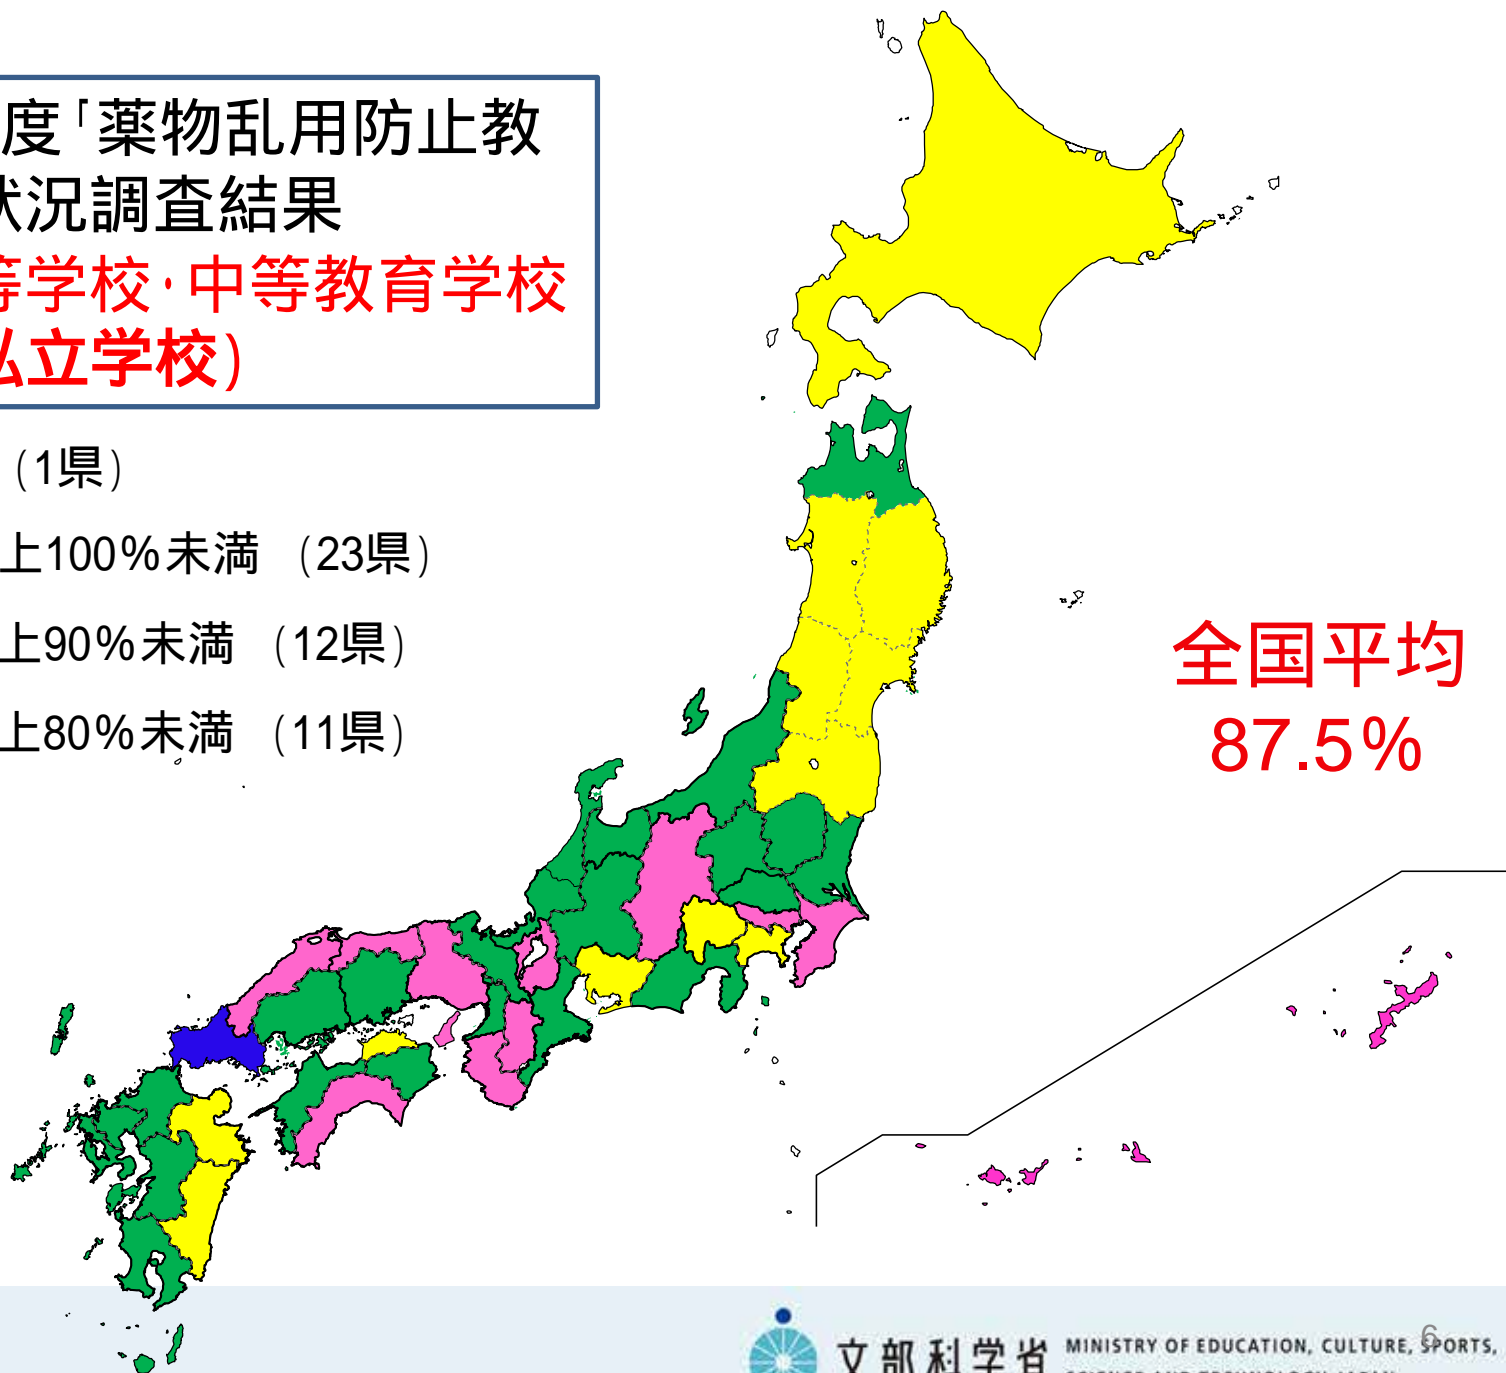 度「薬物乱用防止教
状況調査結果
等学校・中等教育学校
私立学校)
(1県)
上100%未満 (23県)
上90%未満 (12県)
上80%未満 (11県)
全国平均
87.5%
文部科学省 MINISTRY OF EDUCATION, CULTURE, SPORTS,
6